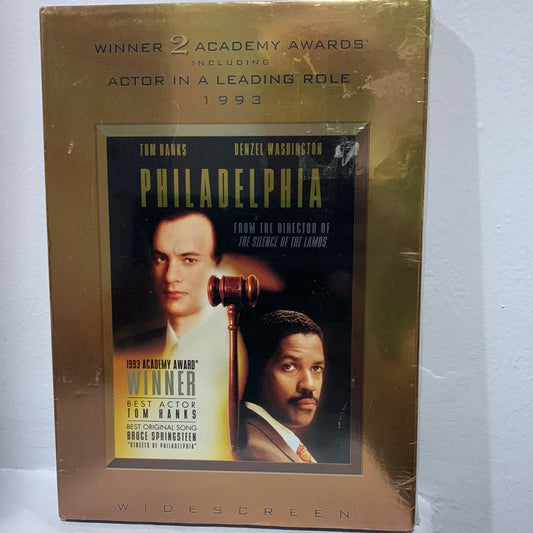 WINNER 2 ACADEMY AWARDS®
INCLUDING
ACTOR IN A LEADING ROLE
1993
TOM HANKS DENZEL WASHINGTON
PHILADELPHIA
FROM THE DIRECTOR OF
THE SILENCE OF THE LAMBS
1993 ACADEMY AWARD®
WINNER
BEST ACTOR
TOM HANKS
BEST ORIGINAL SONG
BRUCE SPRINGSTEEN
"STREETS OF PHILADELPHIA"
WIDESCREEN